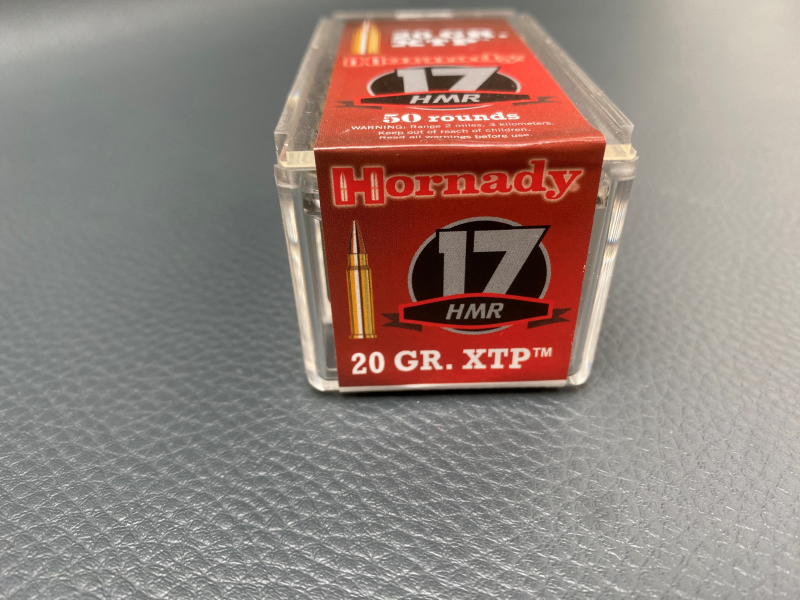 20 GR.
XTP™
Hornady
17
HMR
50 rounds
WARNING: Range 2 miles, 3 kilometers.
Keep out of reach of children.
Read all warnings before use.
Hornady
17
HMR
20 GR. XTP™